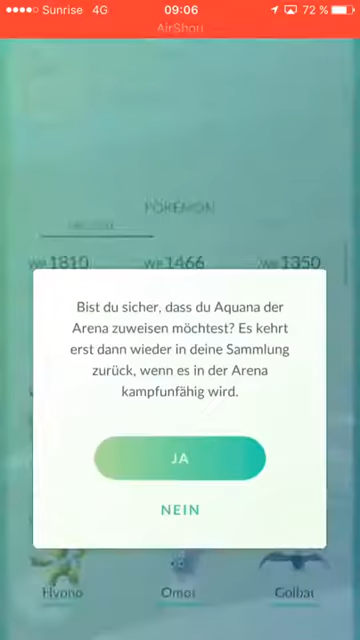 Sunrise 4G 09:06 72 %
AirShou
POKÉMON
WP1810 WP1466 WP1350
Bist du sicher, dass du Aquana der
Arena zuweisen möchtest? Es kehrt
erst dann wieder in deine Sammlung
zurück, wenn es in der Arena
kampfunfähig wird.
JA
NEIN
Hypno Omot Golbat